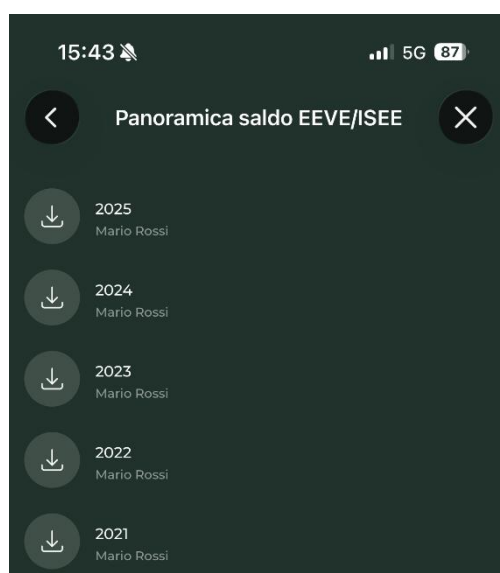 15:43
5G 87
Panoramica saldo EEVE/ISEE
2025
Mario Rossi
2024
Mario Rossi
2023
Mario Rossi
2022
Mario Rossi
2021
Mario Rossi